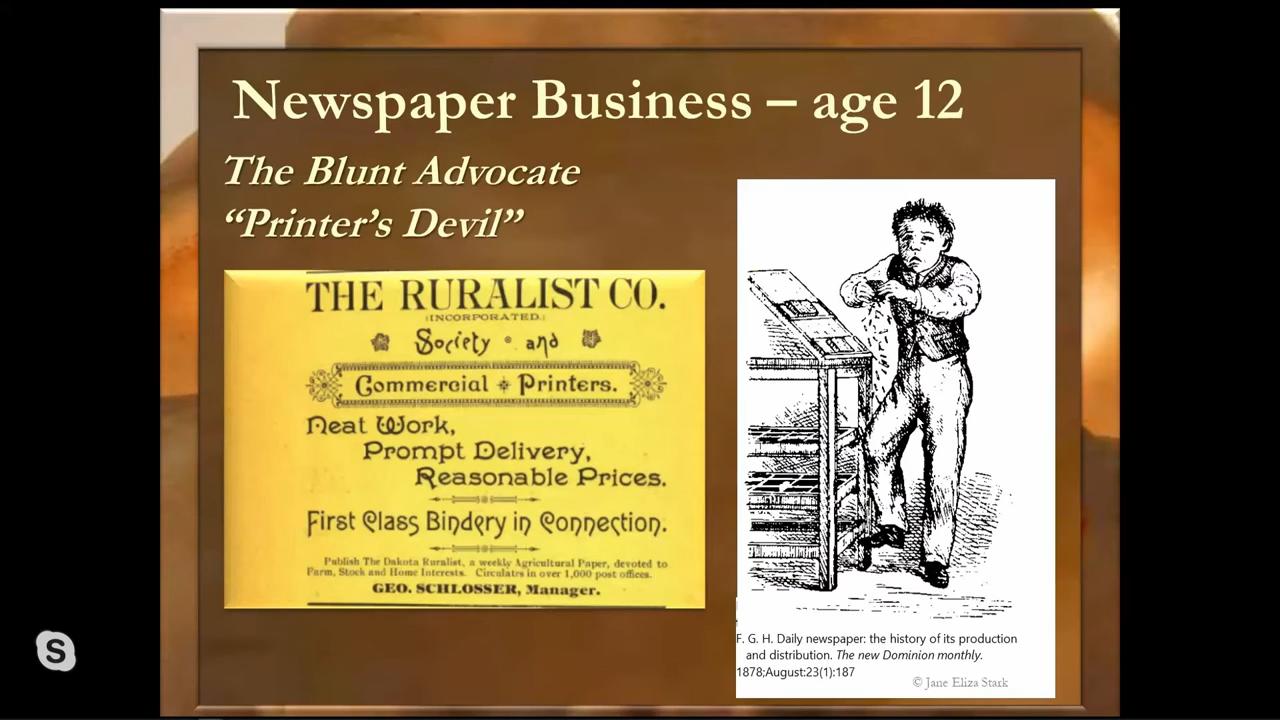 Newspaper Business – age 12
The Blunt Advocate
“Printer’s Devil”
THE RURALIST CO.
(INCORPORATED.)
Society and
Commercial Printers.
Neat Work,
Prompt Delivery,
Reasonable Prices.
First Class Bindery in Connection.
Publish The Dakota Ruralist, a weekly Agricultural Paper, devoted to
Farm, Stock and Home Interests. Circulates in over 1,000 post offices.
GEO. SCHLOSSER, Manager.
F. G. H. Daily newspaper: the history of its production
and distribution. The new Dominion monthly.
1878;August:23(1):187
© Jane Eliza Stark
S